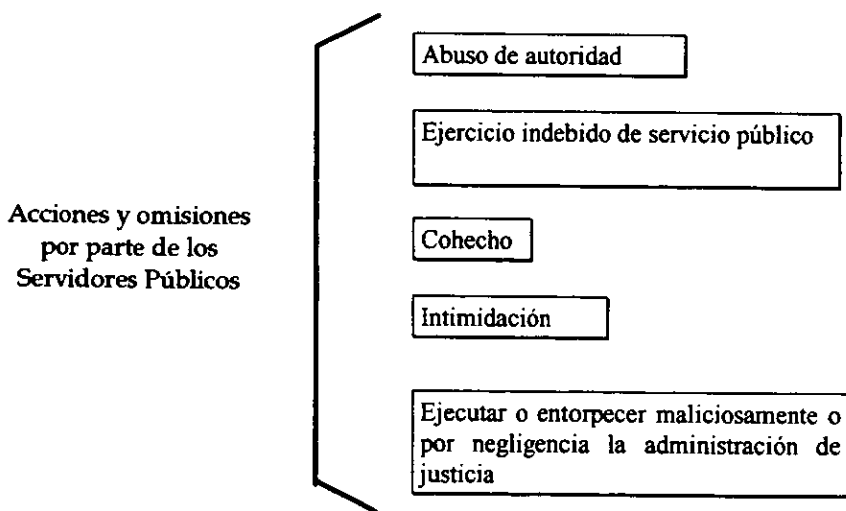 Acciones y omisiones
por parte de los
Servidores Públicos
Abuso de autoridad
Ejercicio indebido de servicio público
Cohecho
Intimidación
Ejecutar o entorpecer maliciosamente o
por negligencia la administración de
justicia